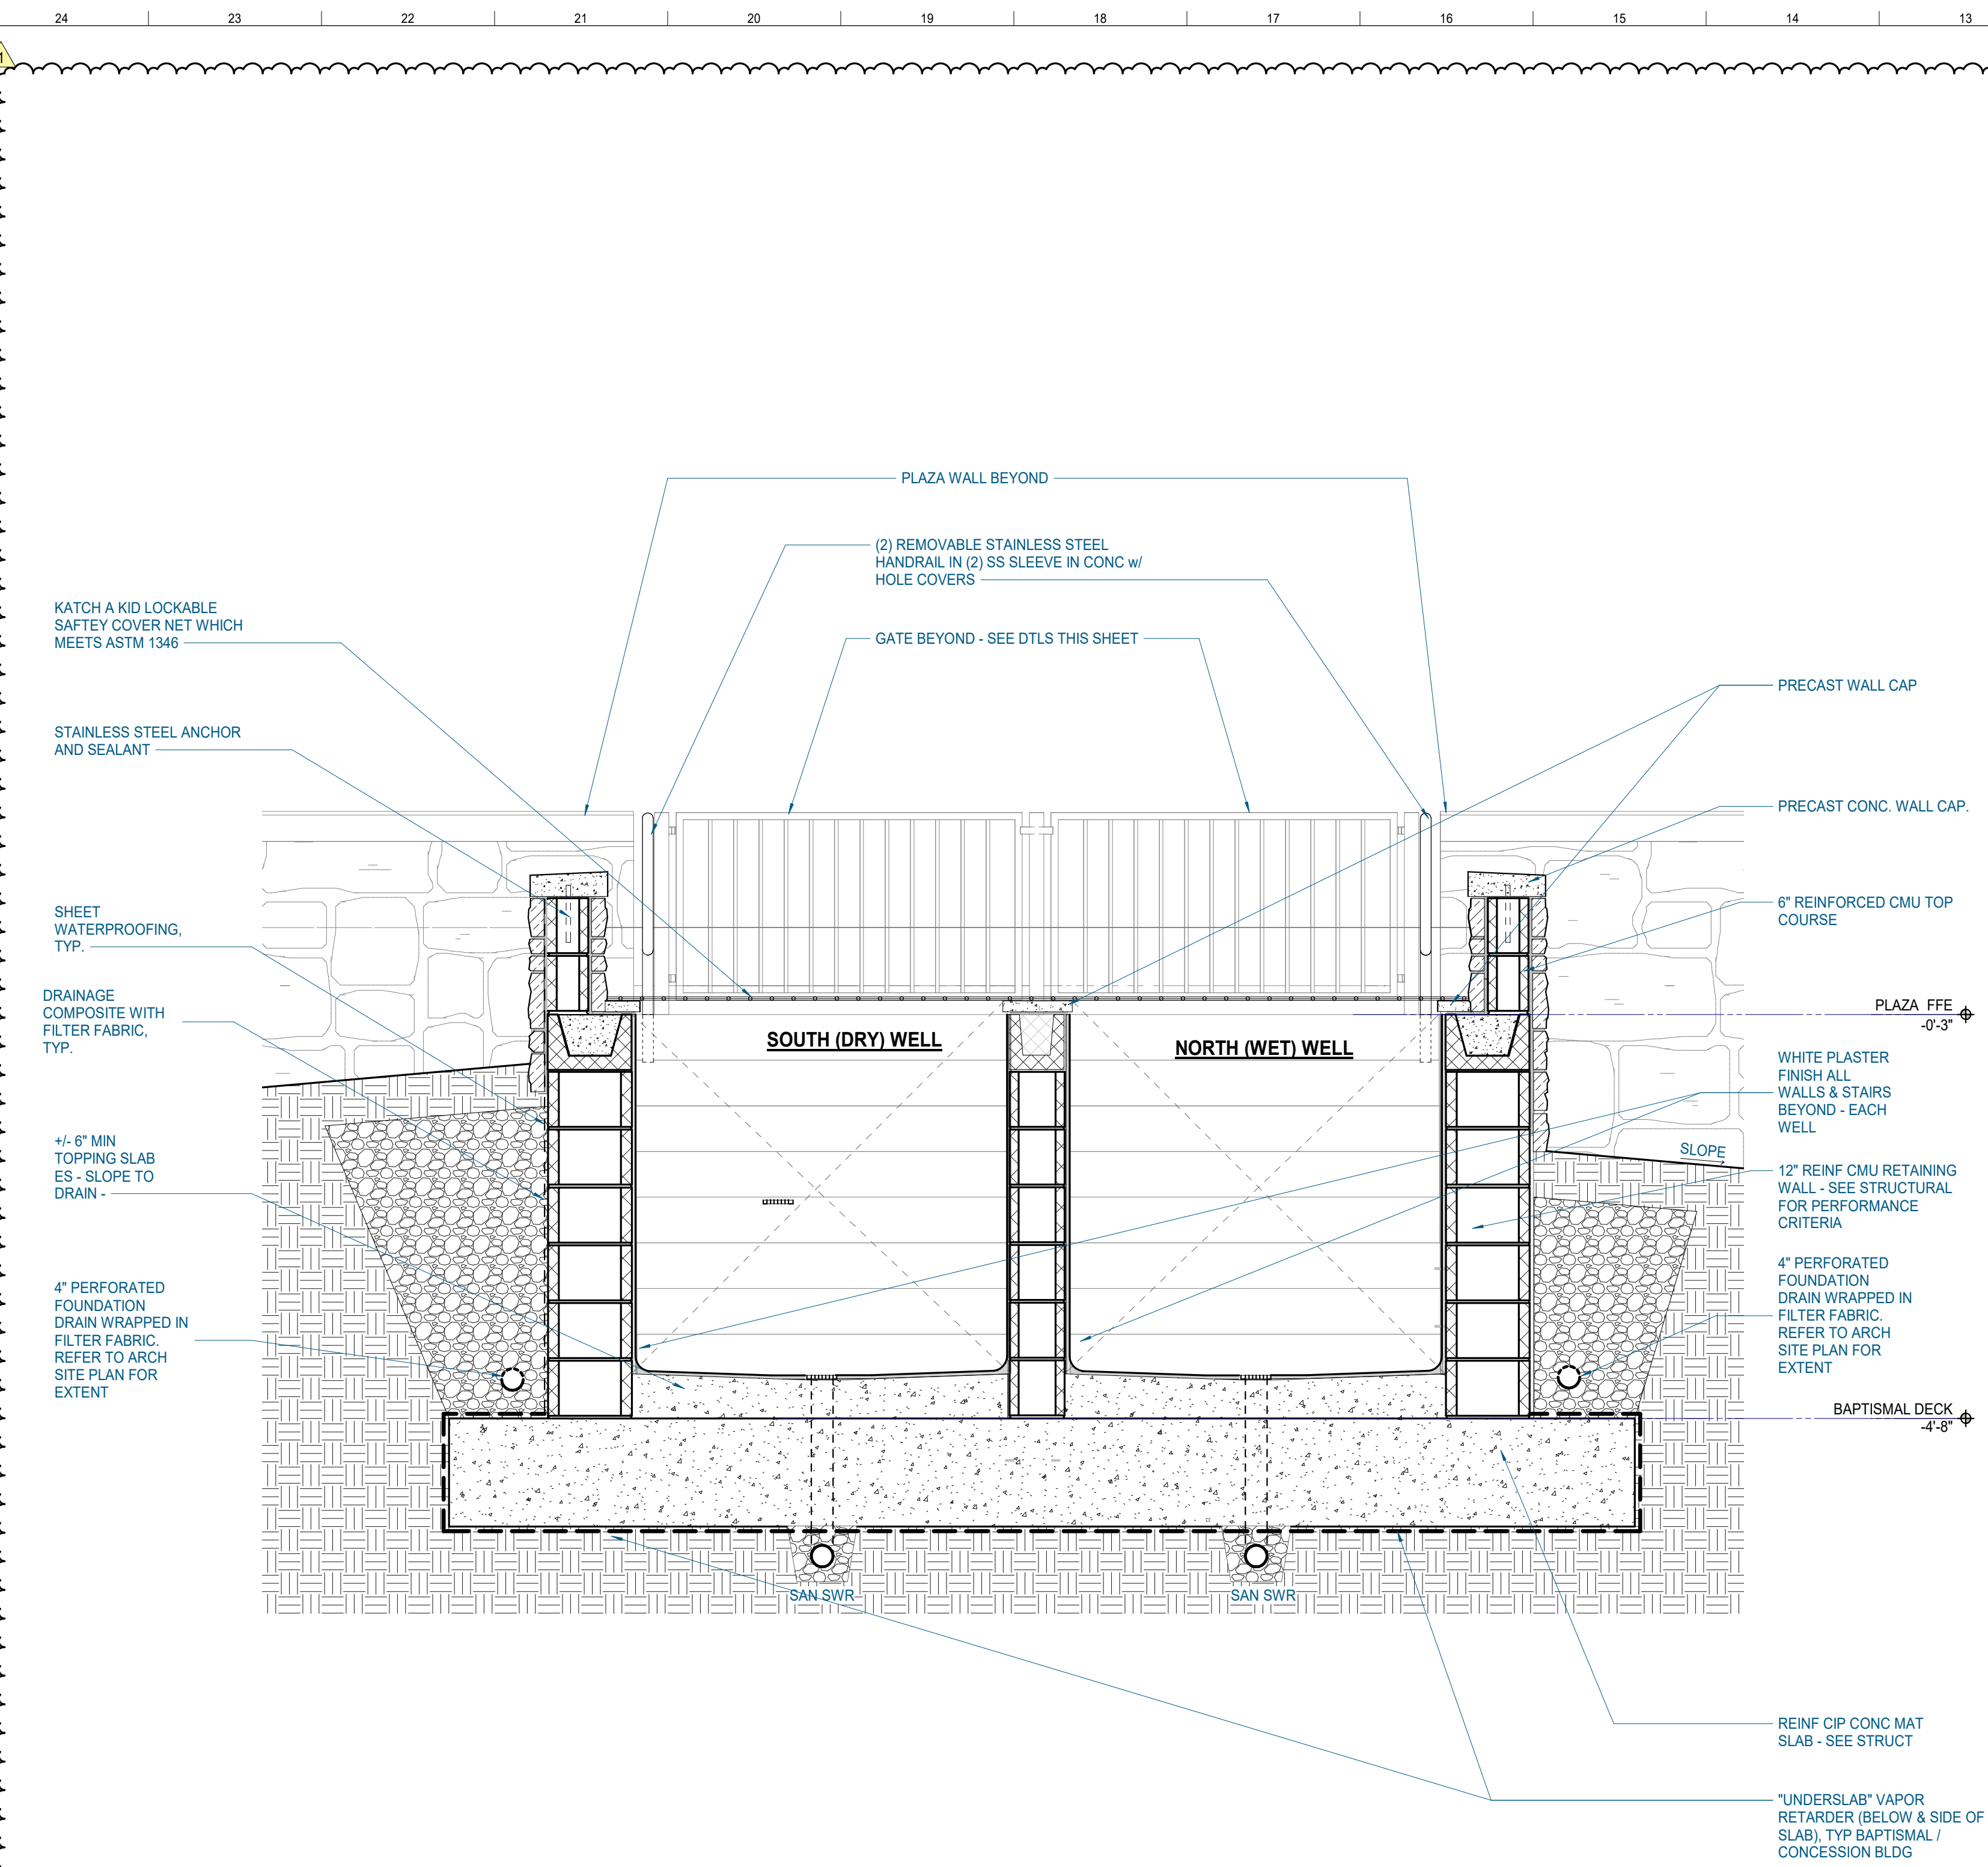 24 23 22 21 20 19 18 17 16 15 14 13
1
PLAZA WALL BEYOND
(2) REMOVABLE STAINLESS STEEL
HANDRAIL IN (2) SS SLEEVE IN CONC w/
HOLE COVERS
GATE BEYOND - SEE DTLS THIS SHEET
KATCH A KID LOCKABLE
SAFTEY COVER NET WHICH
MEETS ASTM 1346
STAINLESS STEEL ANCHOR
AND SEALANT
SHEET
WATERPROOFING,
TYP.
DRAINAGE
COMPOSITE WITH
FILTER FABRIC,
TYP.
+/- 6" MIN
TOPPING SLAB
ES - SLOPE TO
DRAIN -
4" PERFORATED
FOUNDATION
DRAIN WRAPPED IN
FILTER FABRIC.
REFER TO ARCH
SITE PLAN FOR
EXTENT
SOUTH (DRY) WELL
NORTH (WET) WELL
SAN SWR
SAN SWR
PRECAST WALL CAP
PRECAST CONC. WALL CAP.
6" REINFORCED CMU TOP
COURSE
PLAZA FFE
-0'-3"
WHITE PLASTER
FINISH ALL
WALLS & STAIRS
BEYOND - EACH
WELL
SLOPE
12" REINF CMU RETAINING
WALL - SEE STRUCTURAL
FOR PERFORMANCE
CRITERIA
4" PERFORATED
FOUNDATION
DRAIN WRAPPED IN
FILTER FABRIC.
REFER TO ARCH
SITE PLAN FOR
EXTENT
BAPTISMAL DECK
-4'-8"
REINF CIP CONC MAT
SLAB - SEE STRUCT
"UNDERSLAB" VAPOR
RETARDER (BELOW & SIDE OF
SLAB), TYP BAPTISMAL /
CONCESSION BLDG